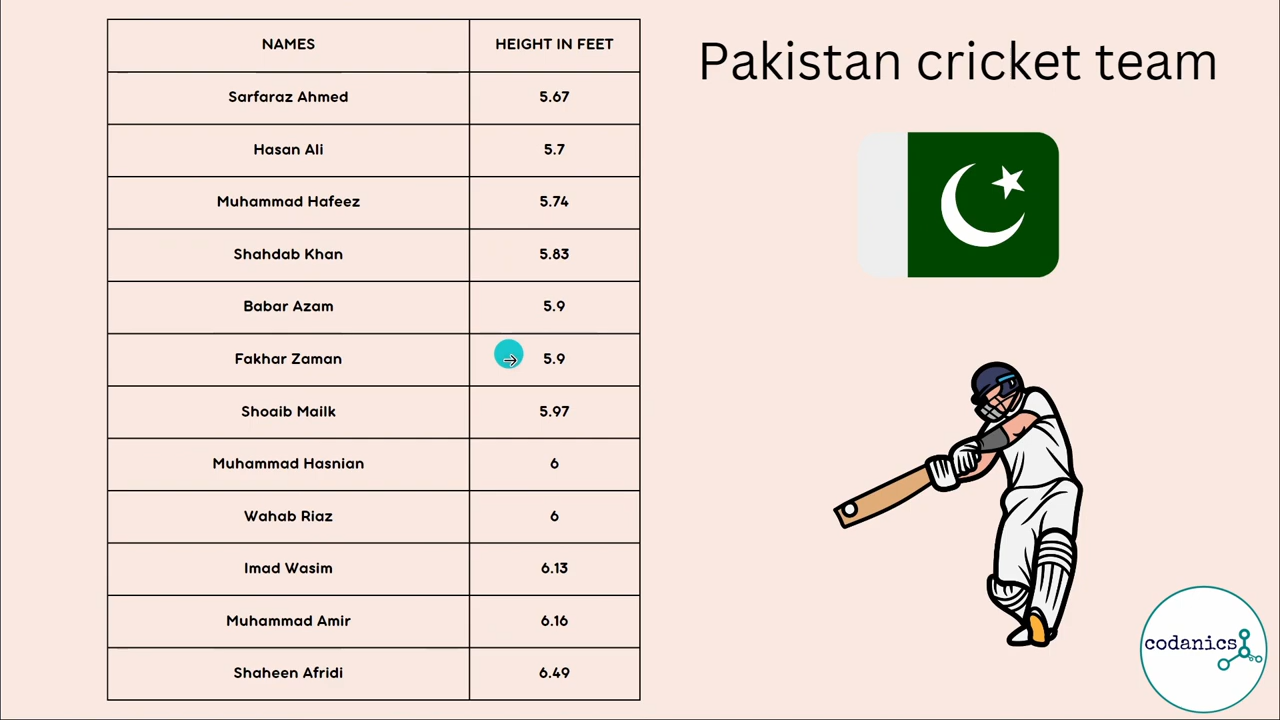 NAMES HEIGHT IN FEET
Sarfaraz Ahmed 5.67
Hasan Ali 5.7
Muhammad Hafeez 5.74
Shahdab Khan 5.83
Babar Azam 5.9
Fakhar Zaman 5.9
Shoaib Mailk 5.97
Muhammad Hasnian 6
Wahab Riaz 6
Imad Wasim 6.13
Muhammad Amir 6.16
Shaheen Afridi 6.49
Pakistan cricket team
codanics